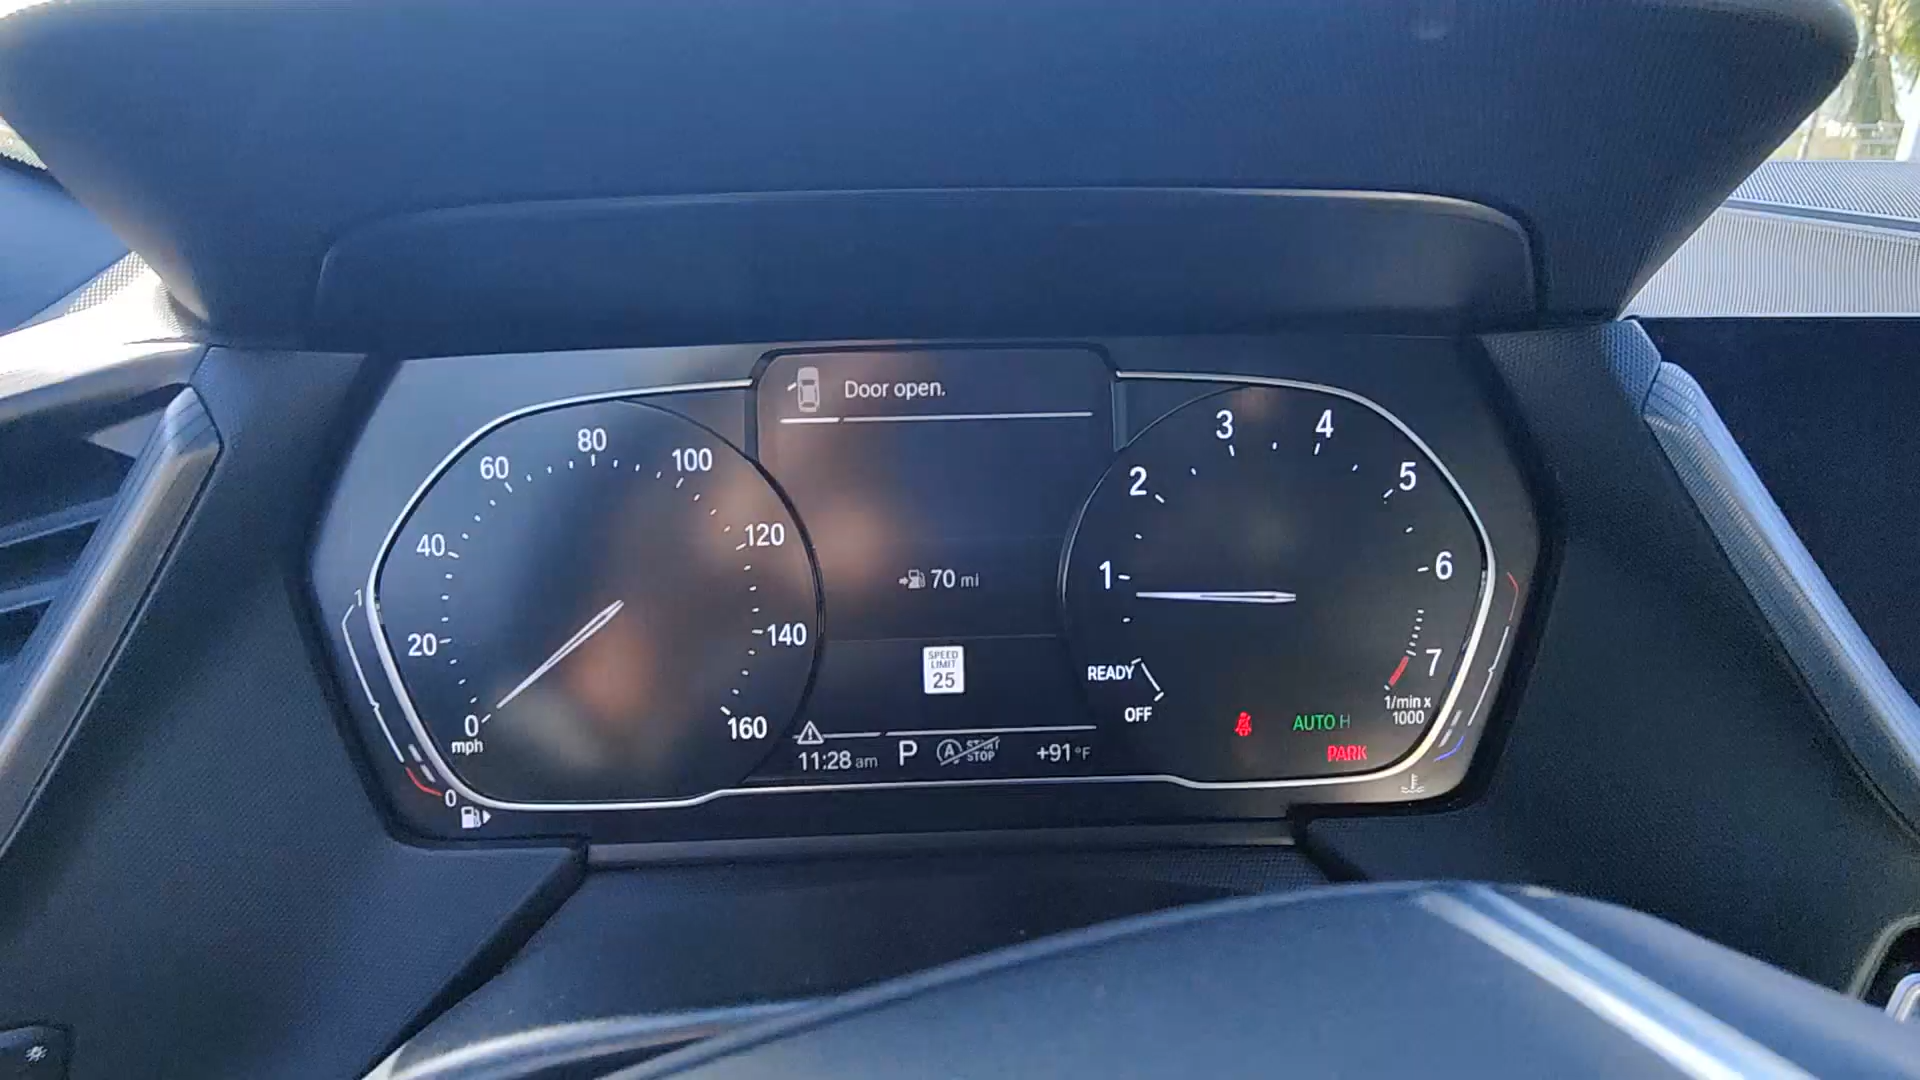 Door open.
80
60
100
40
120
20
140
0
160
mph
1
0
70 mi
SPEED
LIMIT
25
11:28 am
P
A
START
STOP
+91 °F
3
4
2
5
1
6
READY
7
OFF
1/min x
1000
AUTO H
PARK